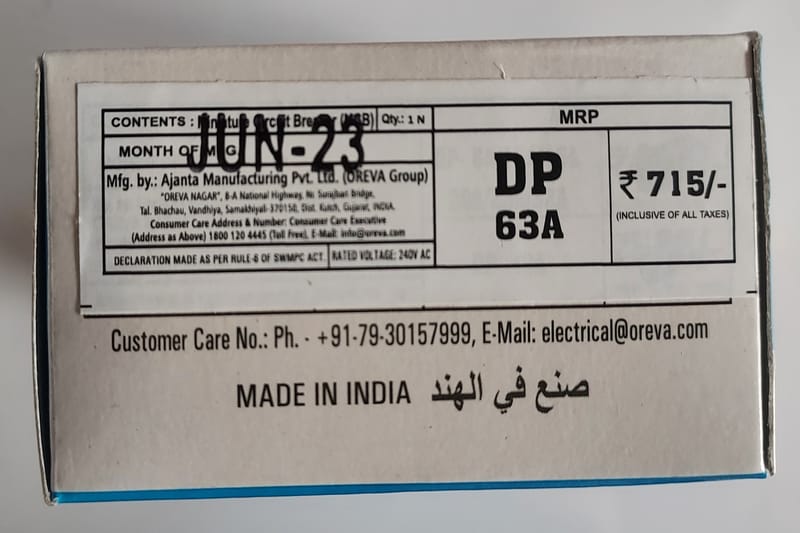 CONTENTS : Miniature Circuit Breaker (MCB) Qty.: 1 N
MONTH OF MFG.
JUN-23
Mfg. by.: Ajanta Manufacturing Pvt. Ltd. (OREVA Group)
"OREVA NAGAR", 8-A National Highway, Nr. Surajbari Bridge,
Tal. Bhachau, Vandhiya, Samakhiyali-370150, Dist. Kutch, Gujarat, INDIA.
Consumer Care Address & Number: Consumer Care Executive
(Address as Above) 1800 120 4445 (Toll Free), E-Mail: info@oreva.com
DECLARATION MADE AS PER RULE-6 OF SWMPC ACT. RATED VOLTAGE: 240V AC
MRP
DP
63A
₹ 715/-
(INCLUSIVE OF ALL TAXES)
Customer Care No.: Ph. - +91-79-30157999, E-Mail: electrical@oreva.com
MADE IN INDIA صنع في الهند